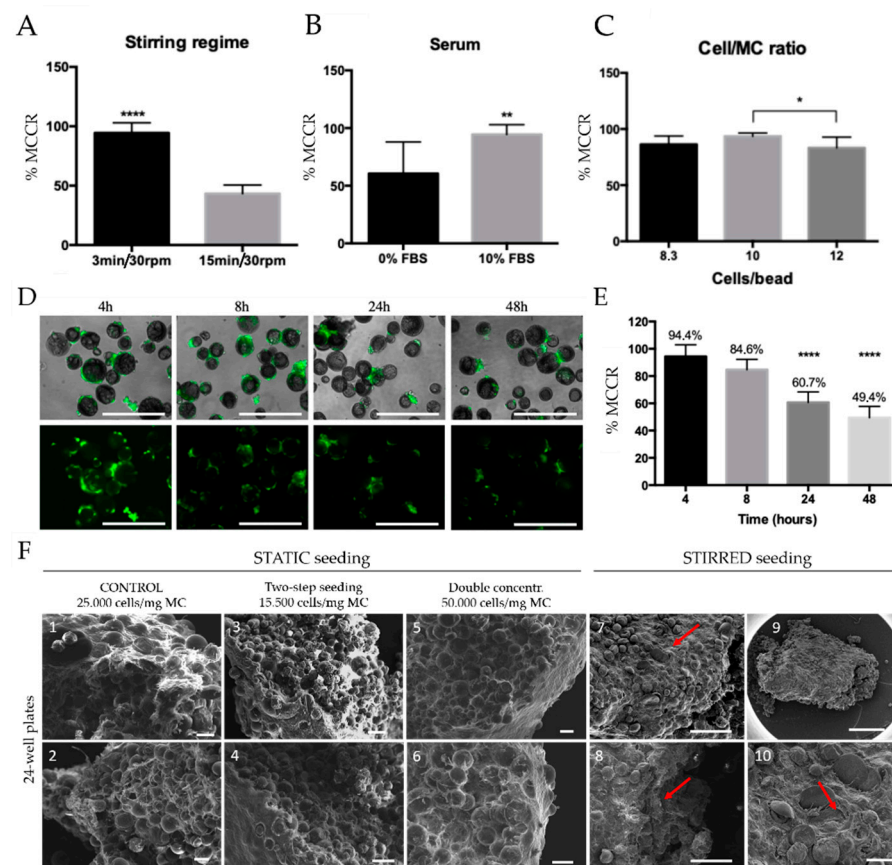 A
Stirring regime
150
100
50
0
% MCCR
****
3min/30rpm
15min/30rpm
B
Serum
150
100
50
0
% MCCR
**
0% FBS
10% FBS
C
Cell/MC ratio
150
100
50
0
% MCCR
*
8.3
10
12
Cells/bead
D
4h
8h
24h
48h
E
120
100
80
60
40
20
0
% MCCR
94.4%
84.6%
60.7%
49,4%
****
****
4
8
24
48
Time (hours)
F
STATIC seeding
STIRRED seeding
CONTROL
25.000 cells/mg MC
Two-step seeding
15.500 cells/mg MC
Double concentr.
50.000 cells/mg MC
24-well plates
1
3
5
7
9
2
4
6
8
10